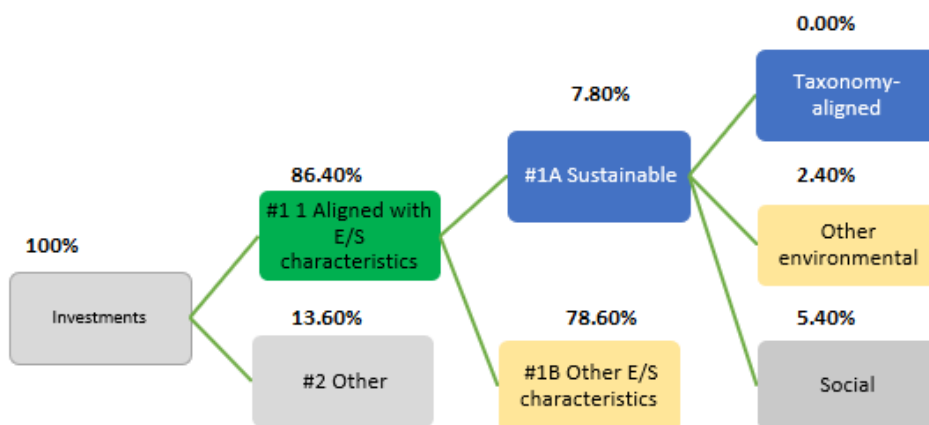 0.00%
Taxonomy-
aligned
7.80%
#1A Sustainable
86.40%
#1 1 Aligned with
E/S
characteristics
2.40%
Other
environmental
100%
Investments
13.60%
#2 Other
78.60%
#1B Other E/S
characteristics
5.40%
Social